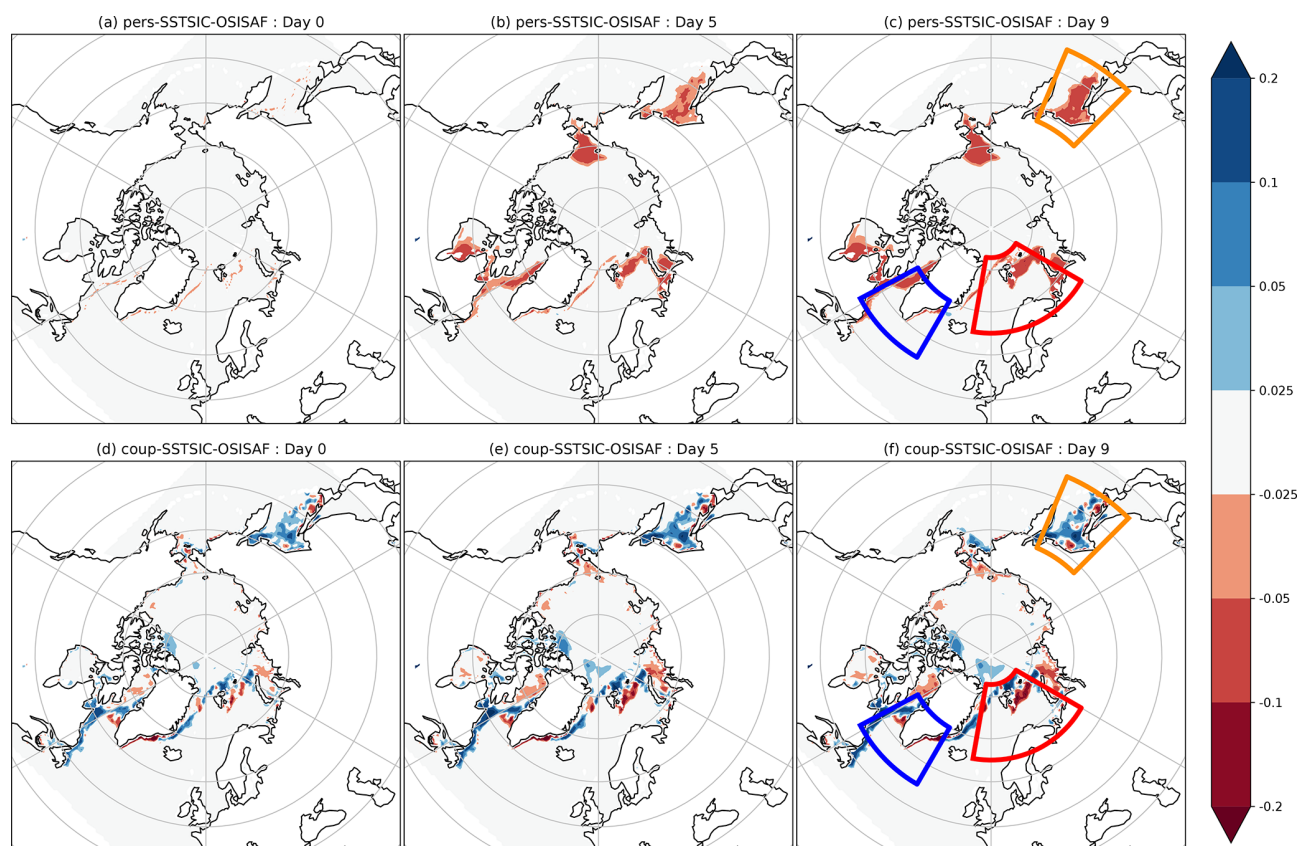 (a) pers-SSTSIC-OSISAF : Day 0
(b) pers-SSTSIC-OSISAF : Day 5
(c) pers-SSTSIC-OSISAF : Day 9
0.2
0.1
0.05
0.025
-0.025
-0.05
-0.1
-0.2
(d) coup-SSTSIC-OSISAF : Day 0
(e) coup-SSTSIC-OSISAF : Day 5
(f) coup-SSTSIC-OSISAF : Day 9